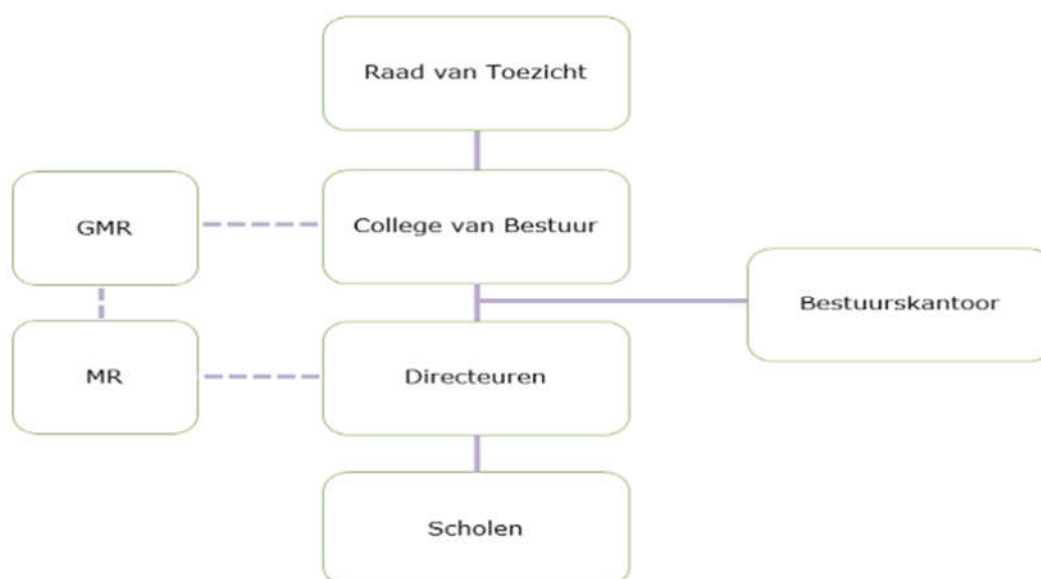 Raad van Toezicht
GMR
College van Bestuur
Bestuurskantoor
MR
Directeuren
Scholen